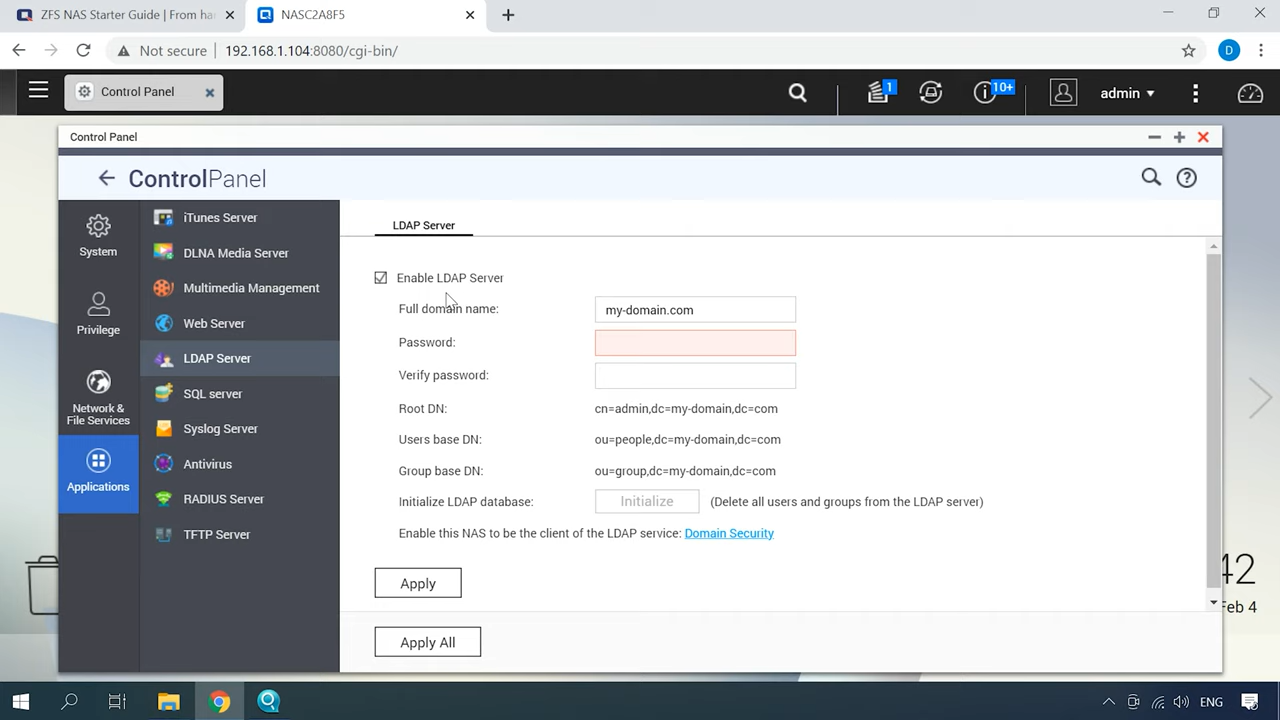 ZFS NAS Starter Guide | From ha
NASC2A8F5
Not secure | 192.168.1.104:8080/cgi-bin/
D
Control Panel
1
10+
admin
Control Panel
ControlPanel
System
Privilege
Network &
File Services
Applications
iTunes Server
DLNA Media Server
Multimedia Management
Web Server
LDAP Server
SQL server
Syslog Server
Antivirus
RADIUS Server
TFTP Server
LDAP Server
Enable LDAP Server
Full domain name: my-domain.com
Password:
Verify password:
Root DN: cn=admin,dc=my-domain,dc=com
Users base DN: ou=people,dc=my-domain,dc=com
Group base DN: ou=group,dc=my-domain,dc=com
Initialize LDAP database: Initialize (Delete all users and groups from the LDAP server)
Enable this NAS to be the client of the LDAP service: Domain Security
Apply
Apply All
42
Feb 4
ENG